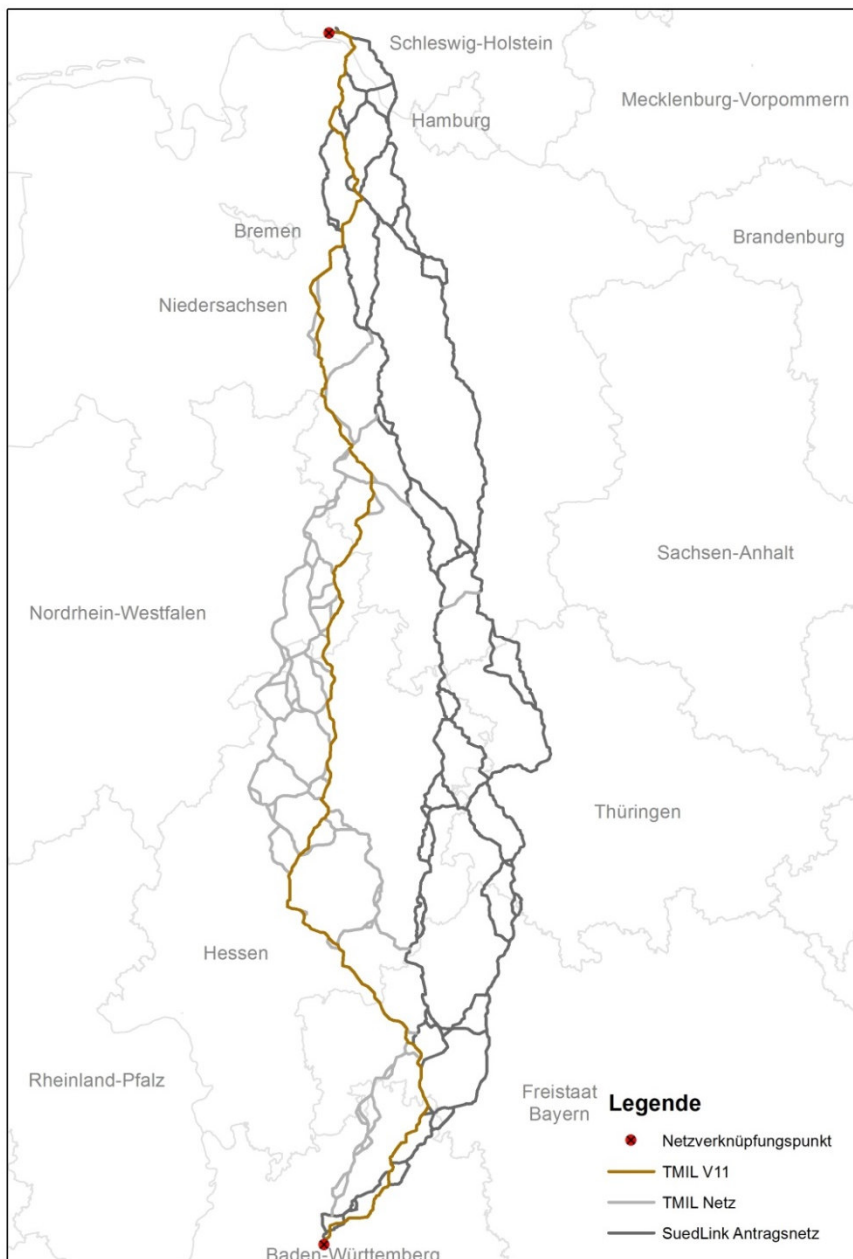 Schleswig-Holstein
Mecklenburg-Vorpommern
Hamburg
Bremen
Brandenburg
Niedersachsen
Sachsen-Anhalt
Nordrhein-Westfalen
Thüringen
Hessen
Rheinland-Pfalz
Freistaat
Bayern
Legende
Netzverknüpfungspunkt
TMIL V11
TMIL Netz
SuedLink Antragsnetz
Baden-Württemberg